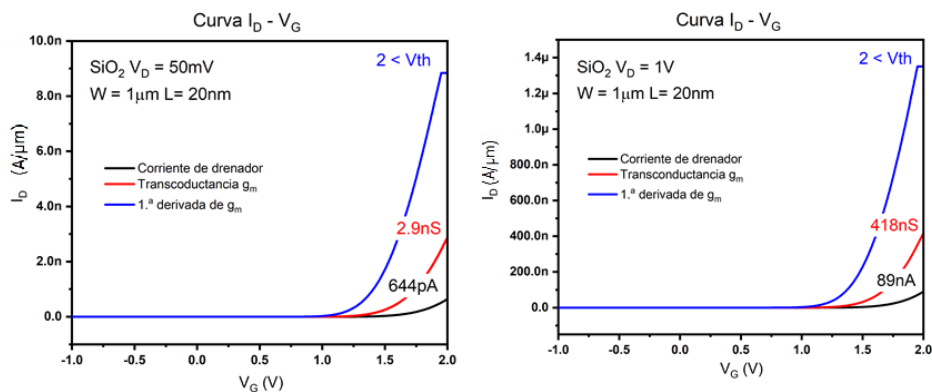 Curva I_D - V_G
10.0n
8.0n
6.0n
4.0n
2.0n
0.0
I_D (A/μm)
SiO₂ V_D = 50mV
W = 1μm L= 20nm
2 < Vth
Corriente de drenador
Transcoductancia g_m
1.ª derivada de g_m
2.9nS
644pA
-1.0 -0.5 0.0 0.5 1.0 1.5 2.0
V_G (V)
Curva I_D - V_G
1.4μ
1.2μ
1.0μ
800.0n
600.0n
400.0n
200.0n
0.0
I_D (A/μm)
SiO₂ V_D = 1V
W = 1μm L= 20nm
2 < Vth
Corriente de drenador
Transcoductancia g_m
1.ª derivada de g_m
418nS
89nA
-1.0 -0.5 0.0 0.5 1.0 1.5 2.0
V_G (V)